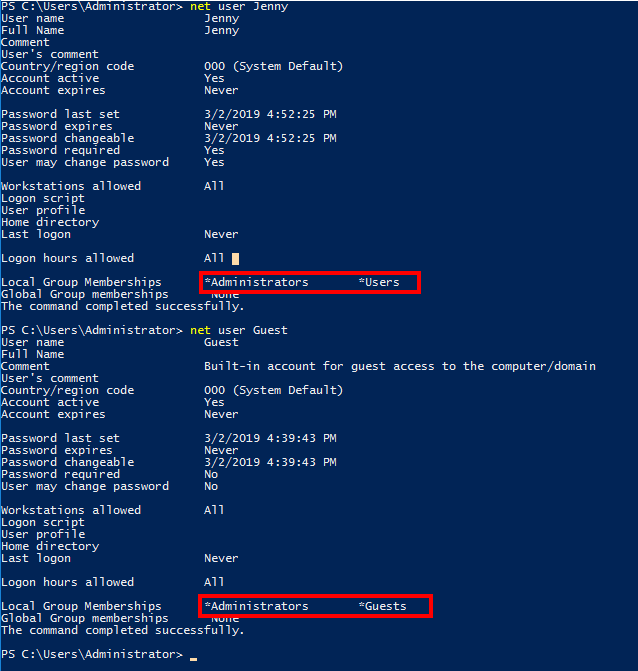 PS C:\Users\Administrator> net user Jenny
User name                    Jenny
Full Name                    Jenny
Comment
User's comment
Country/region code          000 (System Default)
Account active               Yes
Account expires              Never

Password last set            3/2/2019 4:52:25 PM
Password expires             Never
Password changeable          3/2/2019 4:52:25 PM
Password required            Yes
User may change password     Yes

Workstations allowed         All
Logon script
User profile
Home directory
Last logon                   Never

Logon hours allowed          All

Local Group Memberships      *Administrators       *Users
Global Group memberships     *None
The command completed successfully.

PS C:\Users\Administrator> net user Guest
User name                    Guest
Full Name
Comment                      Built-in account for guest access to the computer/domain
User's comment
Country/region code          000 (System Default)
Account active               Yes
Account expires              Never

Password last set            3/2/2019 4:39:43 PM
Password expires             Never
Password changeable          3/2/2019 4:39:43 PM
Password required            No
User may change password     No

Workstations allowed         All
Logon script
User profile
Home directory
Last logon                   Never

Logon hours allowed          All

Local Group Memberships      *Administrators       *Guests
Global Group memberships     *None
The command completed successfully.

PS C:\Users\Administrator> _